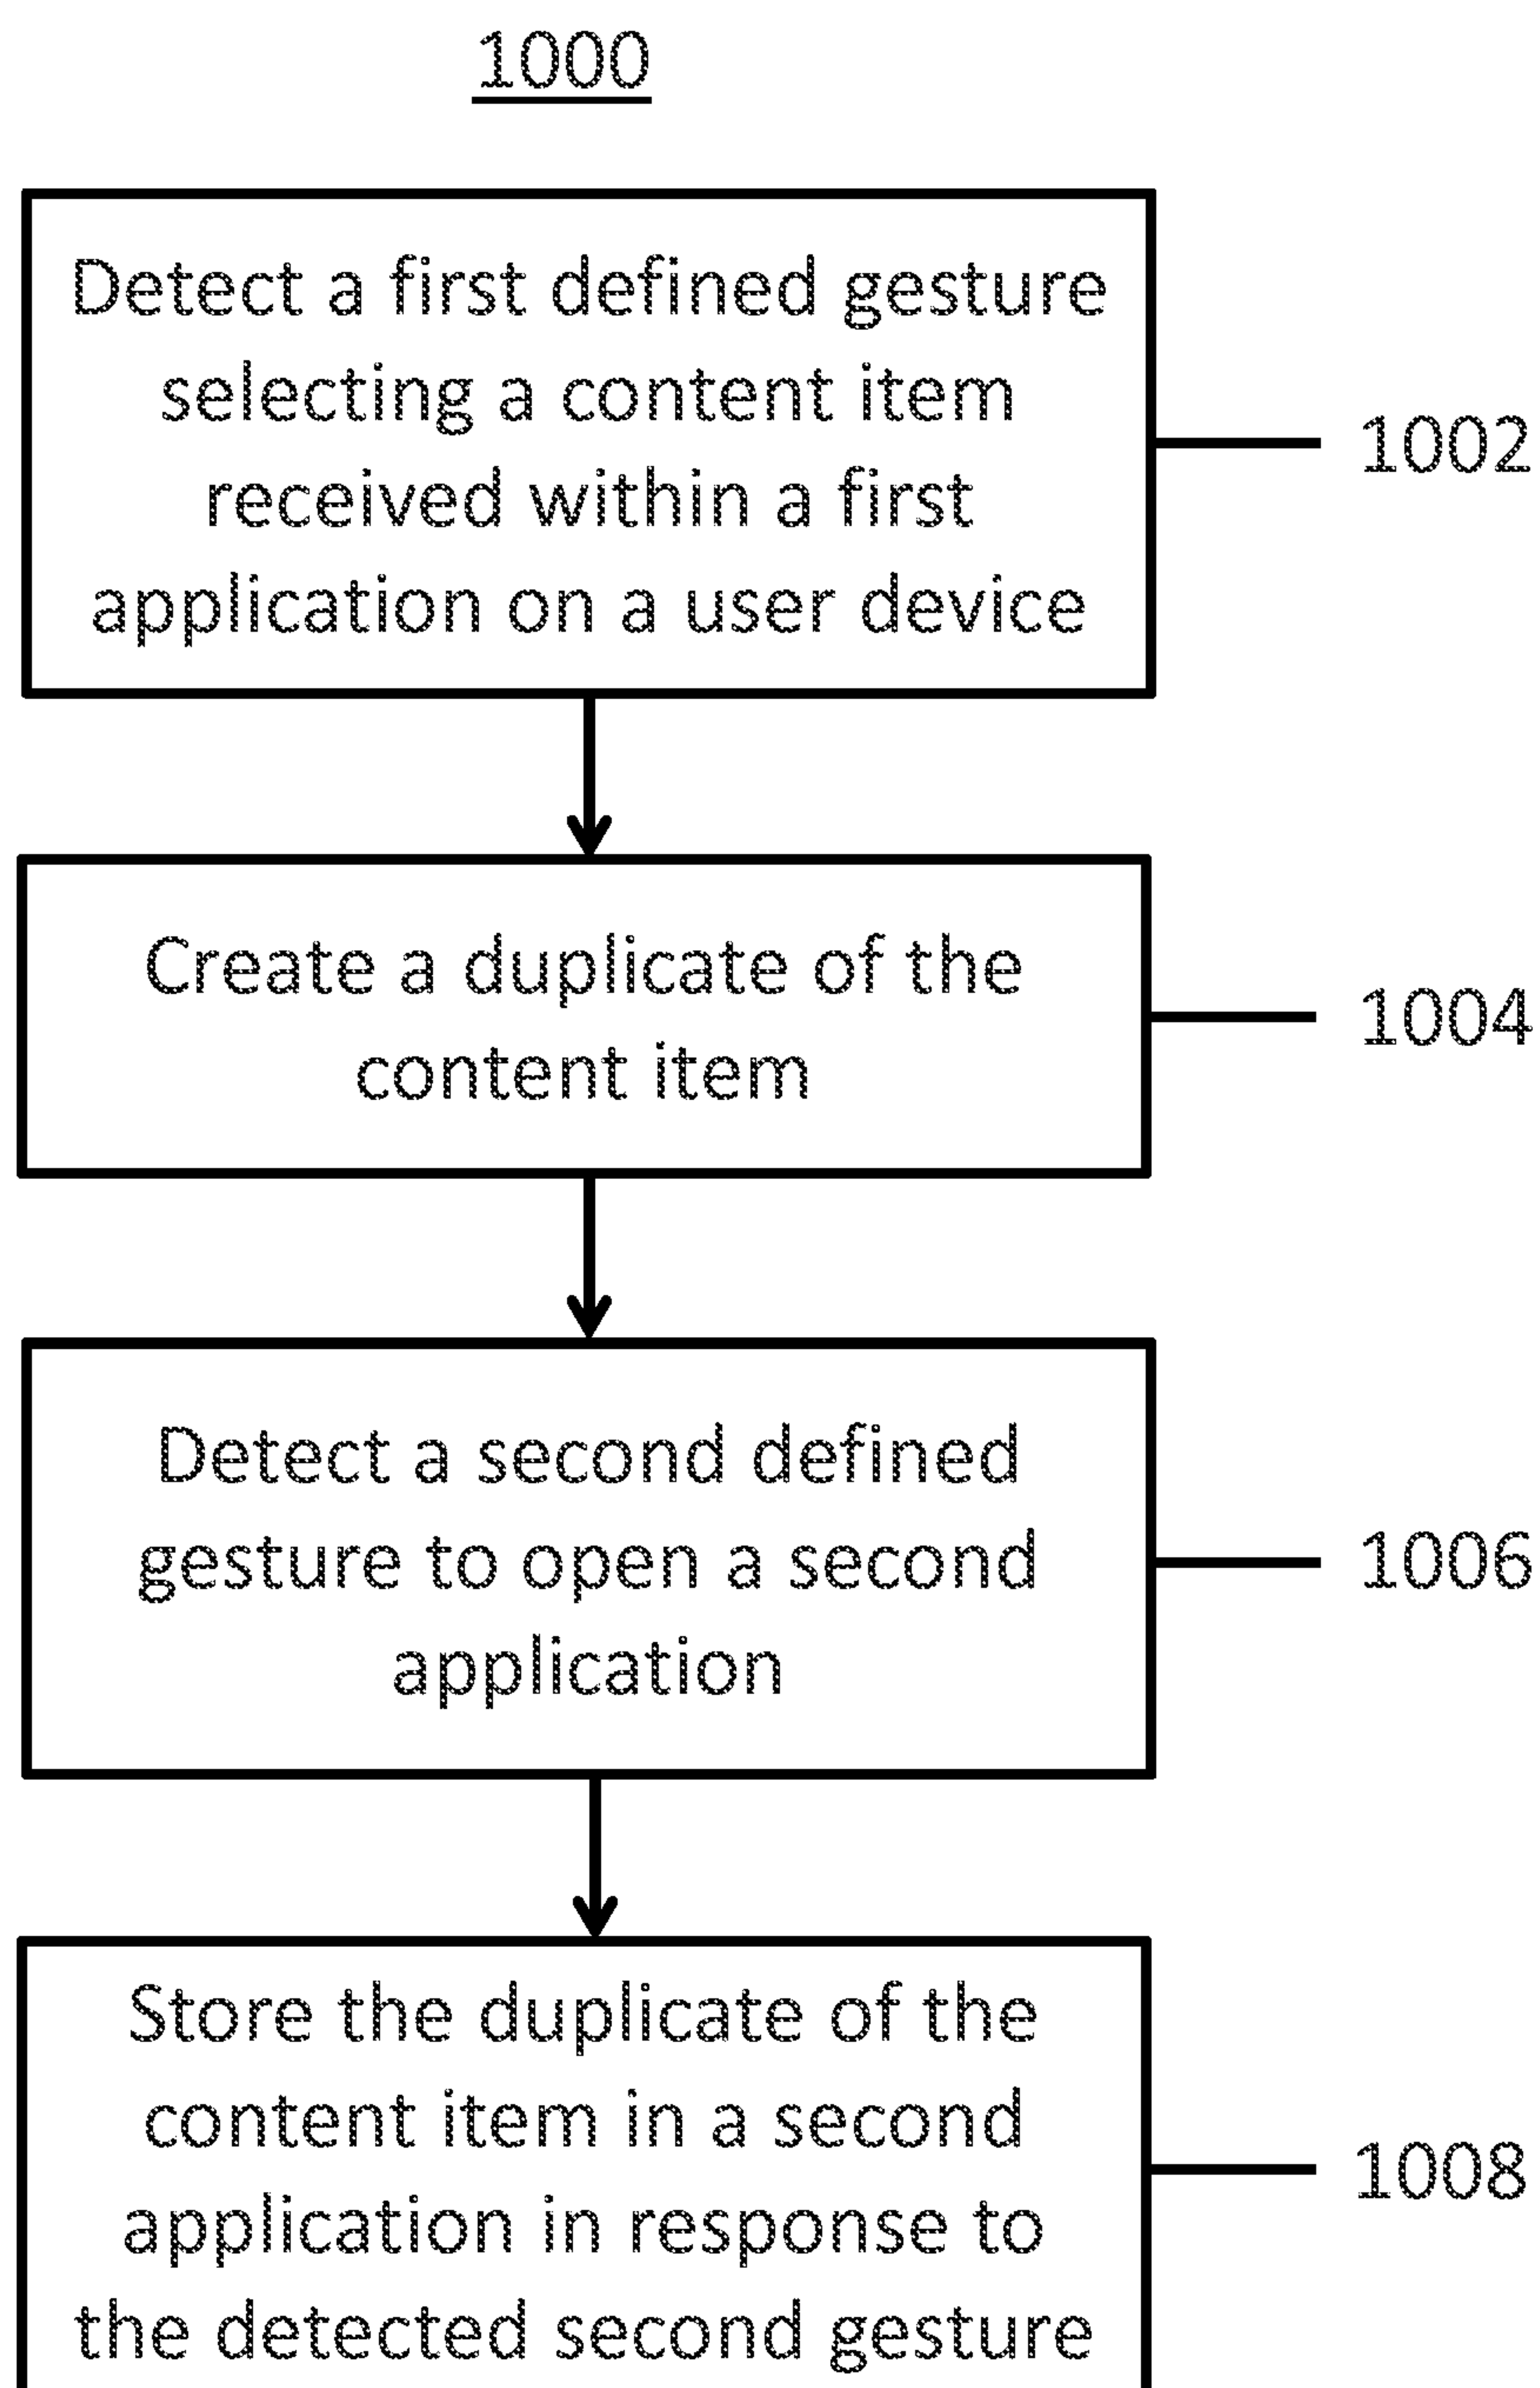 1000
Detect a first defined gesture
selecting a content item
received within a first
application on a user device
1002
Create a duplicate of the
content item
1004
Detect a second defined
gesture to open a second
application
1006
Store the duplicate of the
content item in a second
application in response to
the detected second gesture
1008